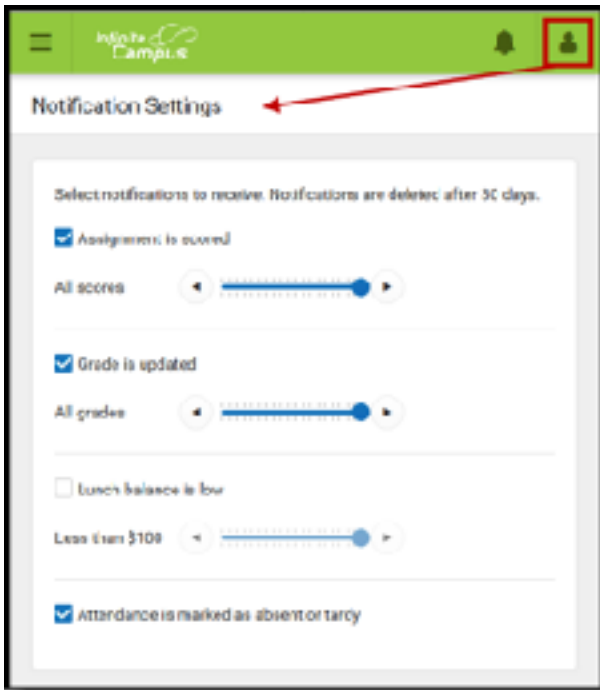 Infinite
Campus
Notification Settings
Select notifications to receive. Notifications are deleted after 30 days.
Assignment is scored
All scores
Grade is updated
All grades
Lunch balance is low
Less than $100
Attendance is marked as absent or tardy